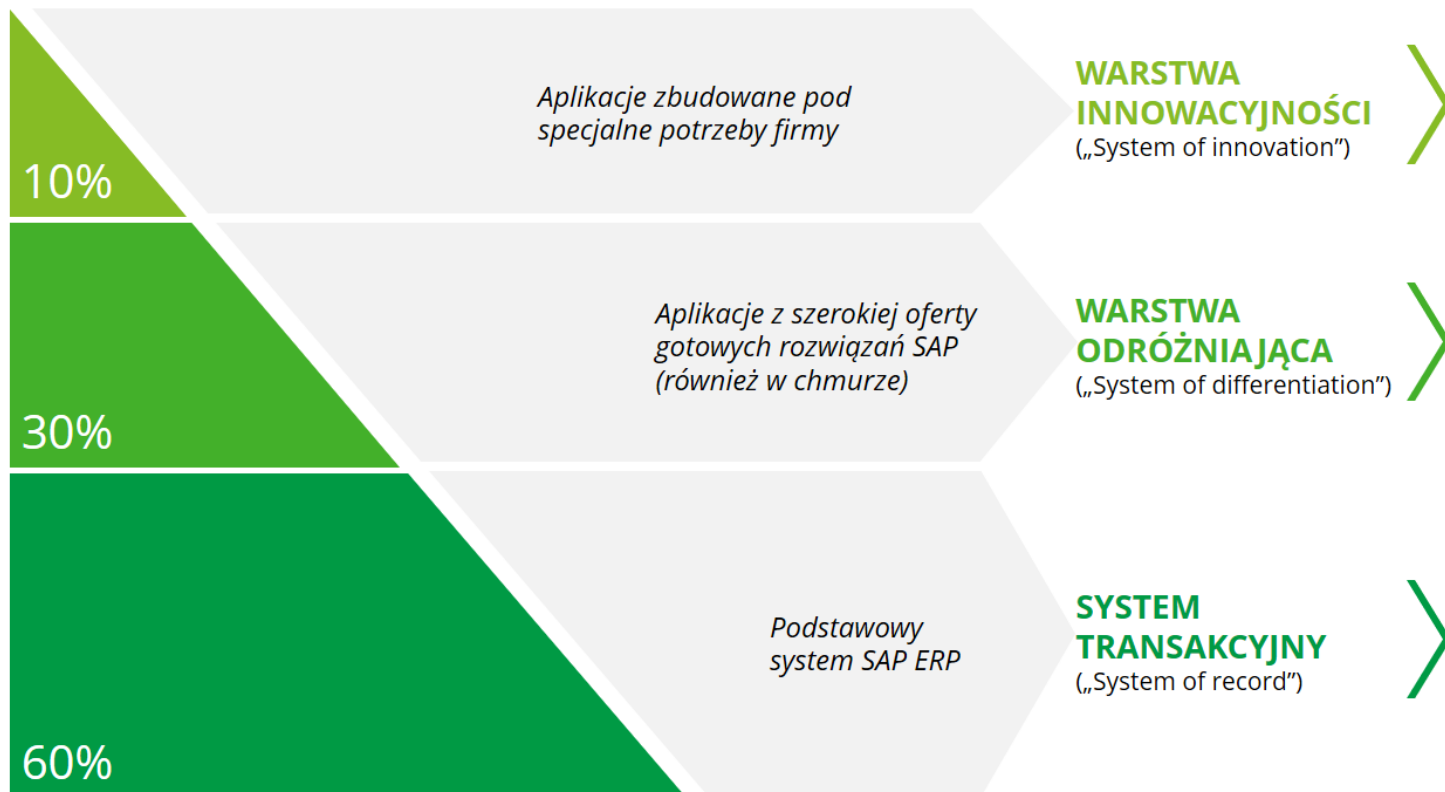 10%
Aplikacje zbudowane pod
specjalne potrzeby firmy
WARSTWA
INNOWACYJNOŚCI
(„System of innovation”)
30%
Aplikacje z szerokiej oferty
gotowych rozwiązań SAP
(również w chmurze)
WARSTWA
ODRÓŻNIAJĄCA
(„System of differentiation”)
60%
Podstawowy
system SAP ERP
SYSTEM
TRANSAKCYJNY
(„System of record”)